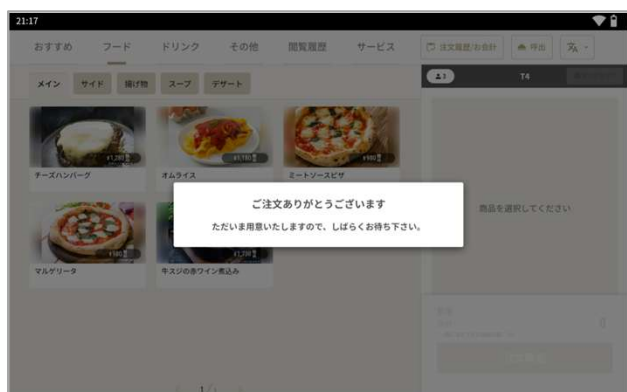 21:17
おすすめ
フード
ドリンク
その他
閲覧履歴
サービス
注文履歴/お会計
呼出
メイン
サイド
揚げ物
スープ
デザート
74
チーズハンバーグ
オムライス
ミートソースピザ
ご注文ありがとうございます
ただいま用意いたしますので、しばらくお待ち下さい。
商品を選択してください
マルゲリータ
牛スジの赤ワイン煮込み